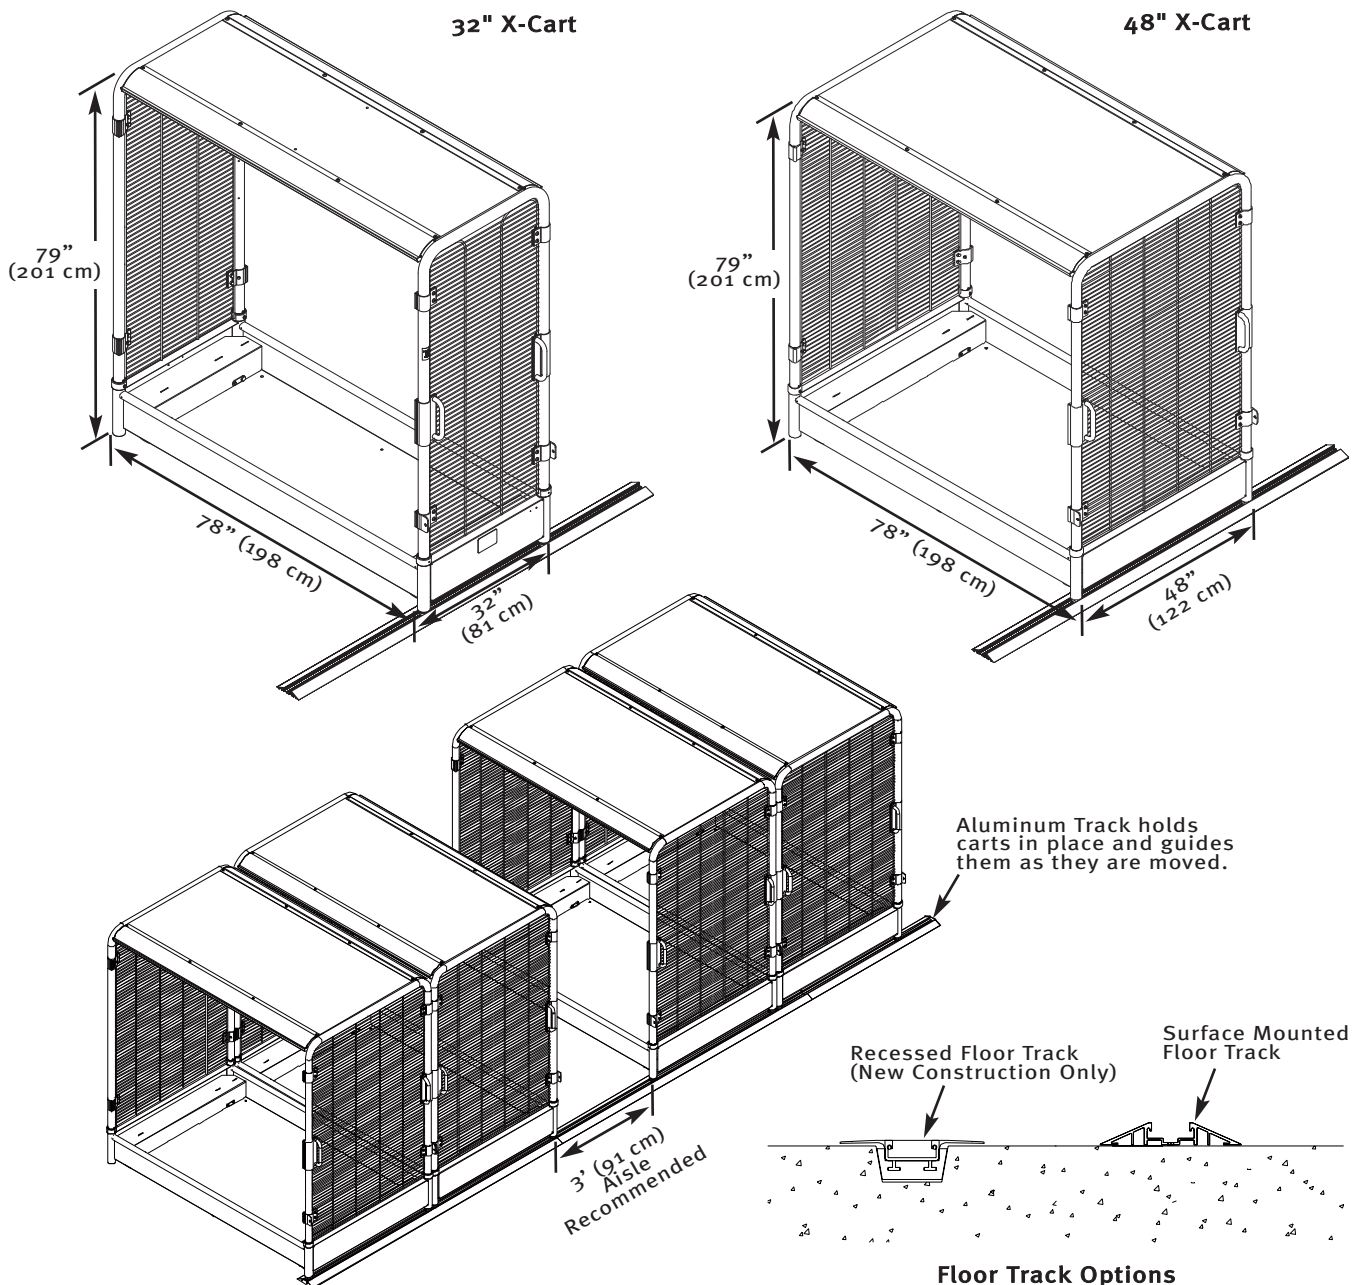 32" X-Cart
48" X-Cart
79”
(201 cm)
78” (198 cm)
32”
(81 cm)
79”
(201 cm)
78” (198 cm)
48”
(122 cm)
Aluminum Track holds
carts in place and guides
them as they are moved.
3’ (91 cm)
Aisle
Recommended
Recessed Floor Track
(New Construction Only)
Surface Mounted
Floor Track
Floor Track Options